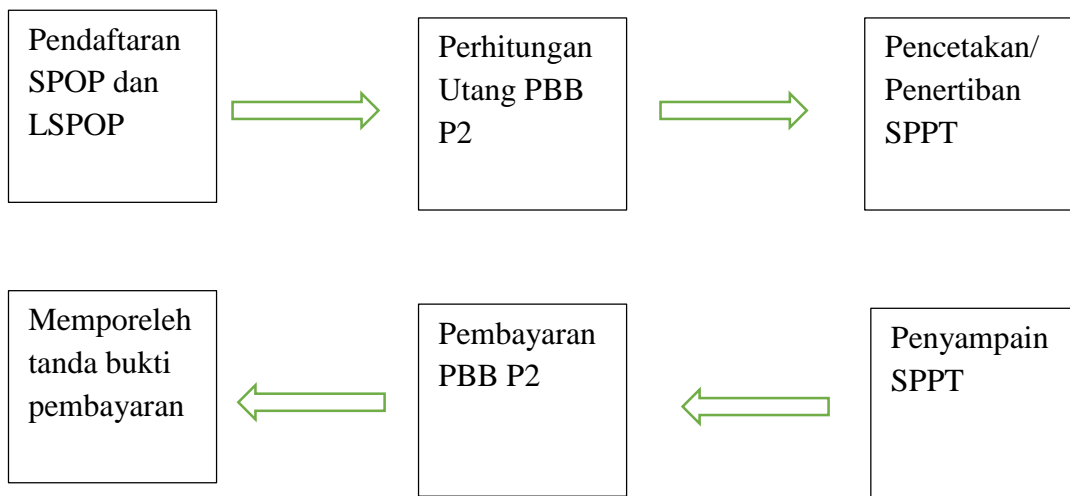 Pendaftaran
SPOP dan
LSPOP
Perhitungan
Utang PBB
P2
Pencetakan/
Penertiban
SPPT
Memporeleh
tanda bukti
pembayaran
Pembayaran
PBB P2
Penyampain
SPPT